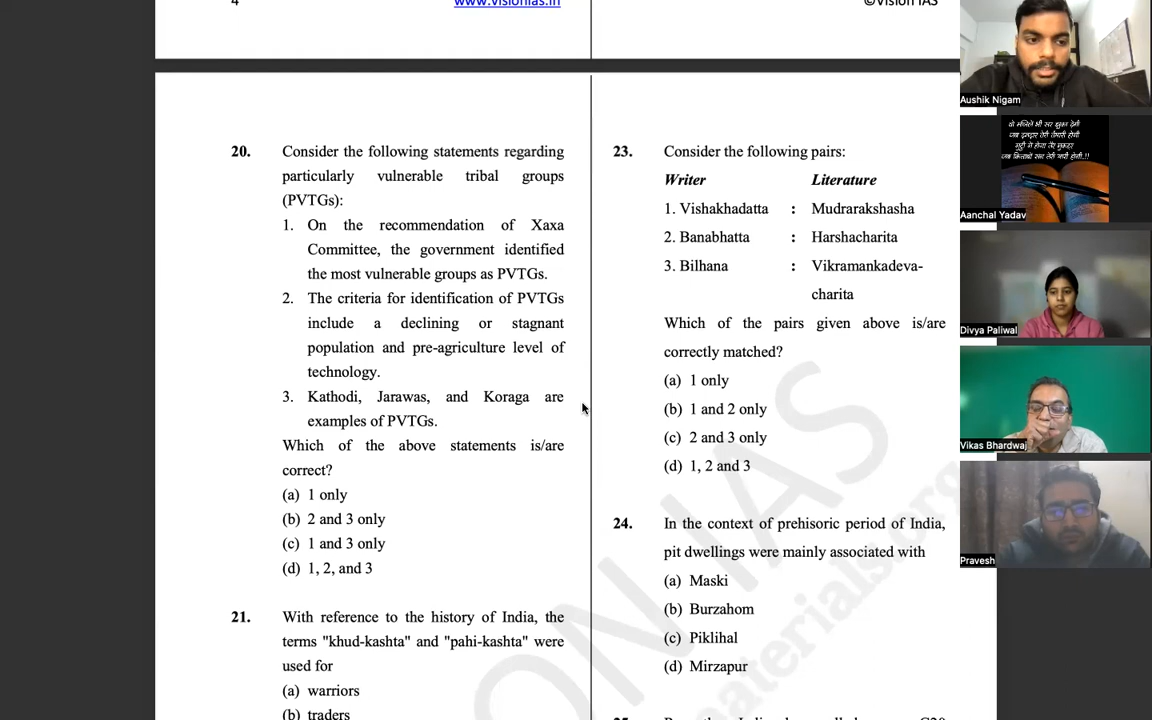 4
www.visionias.in
©Vision IAS
20. Consider the following statements regarding
particularly vulnerable tribal groups
(PVTGs):
1. On the recommendation of Xaxa
Committee, the government identified
the most vulnerable groups as PVTGs.
2. The criteria for identification of PVTGs
include a declining or stagnant
population and pre-agriculture level of
technology.
3. Kathodi, Jarawas, and Koraga are
examples of PVTGs.
Which of the above statements is/are
correct?
(a) 1 only
(b) 2 and 3 only
(c) 1 and 3 only
(d) 1, 2, and 3
21. With reference to the history of India, the
terms "khud-kashta" and "pahi-kashta" were
used for
(a) warriors
(b) traders
23. Consider the following pairs:
Writer Literature
1. Vishakhadatta : Mudrarakshasha
2. Banabhatta : Harshacharita
3. Bilhana : Vikramankadeva-
charita
Which of the pairs given above is/are
correctly matched?
(a) 1 only
(b) 1 and 2 only
(c) 2 and 3 only
(d) 1, 2 and 3
24. In the context of prehisoric period of India,
pit dwellings were mainly associated with
(a) Maski
(b) Burzahom
(c) Piklihal
(d) Mirzapur
ON IAS
Aushik Nigam
Aanchal Yadav
Divya Paliwal
Vikas Bhardwaj
Pravesh